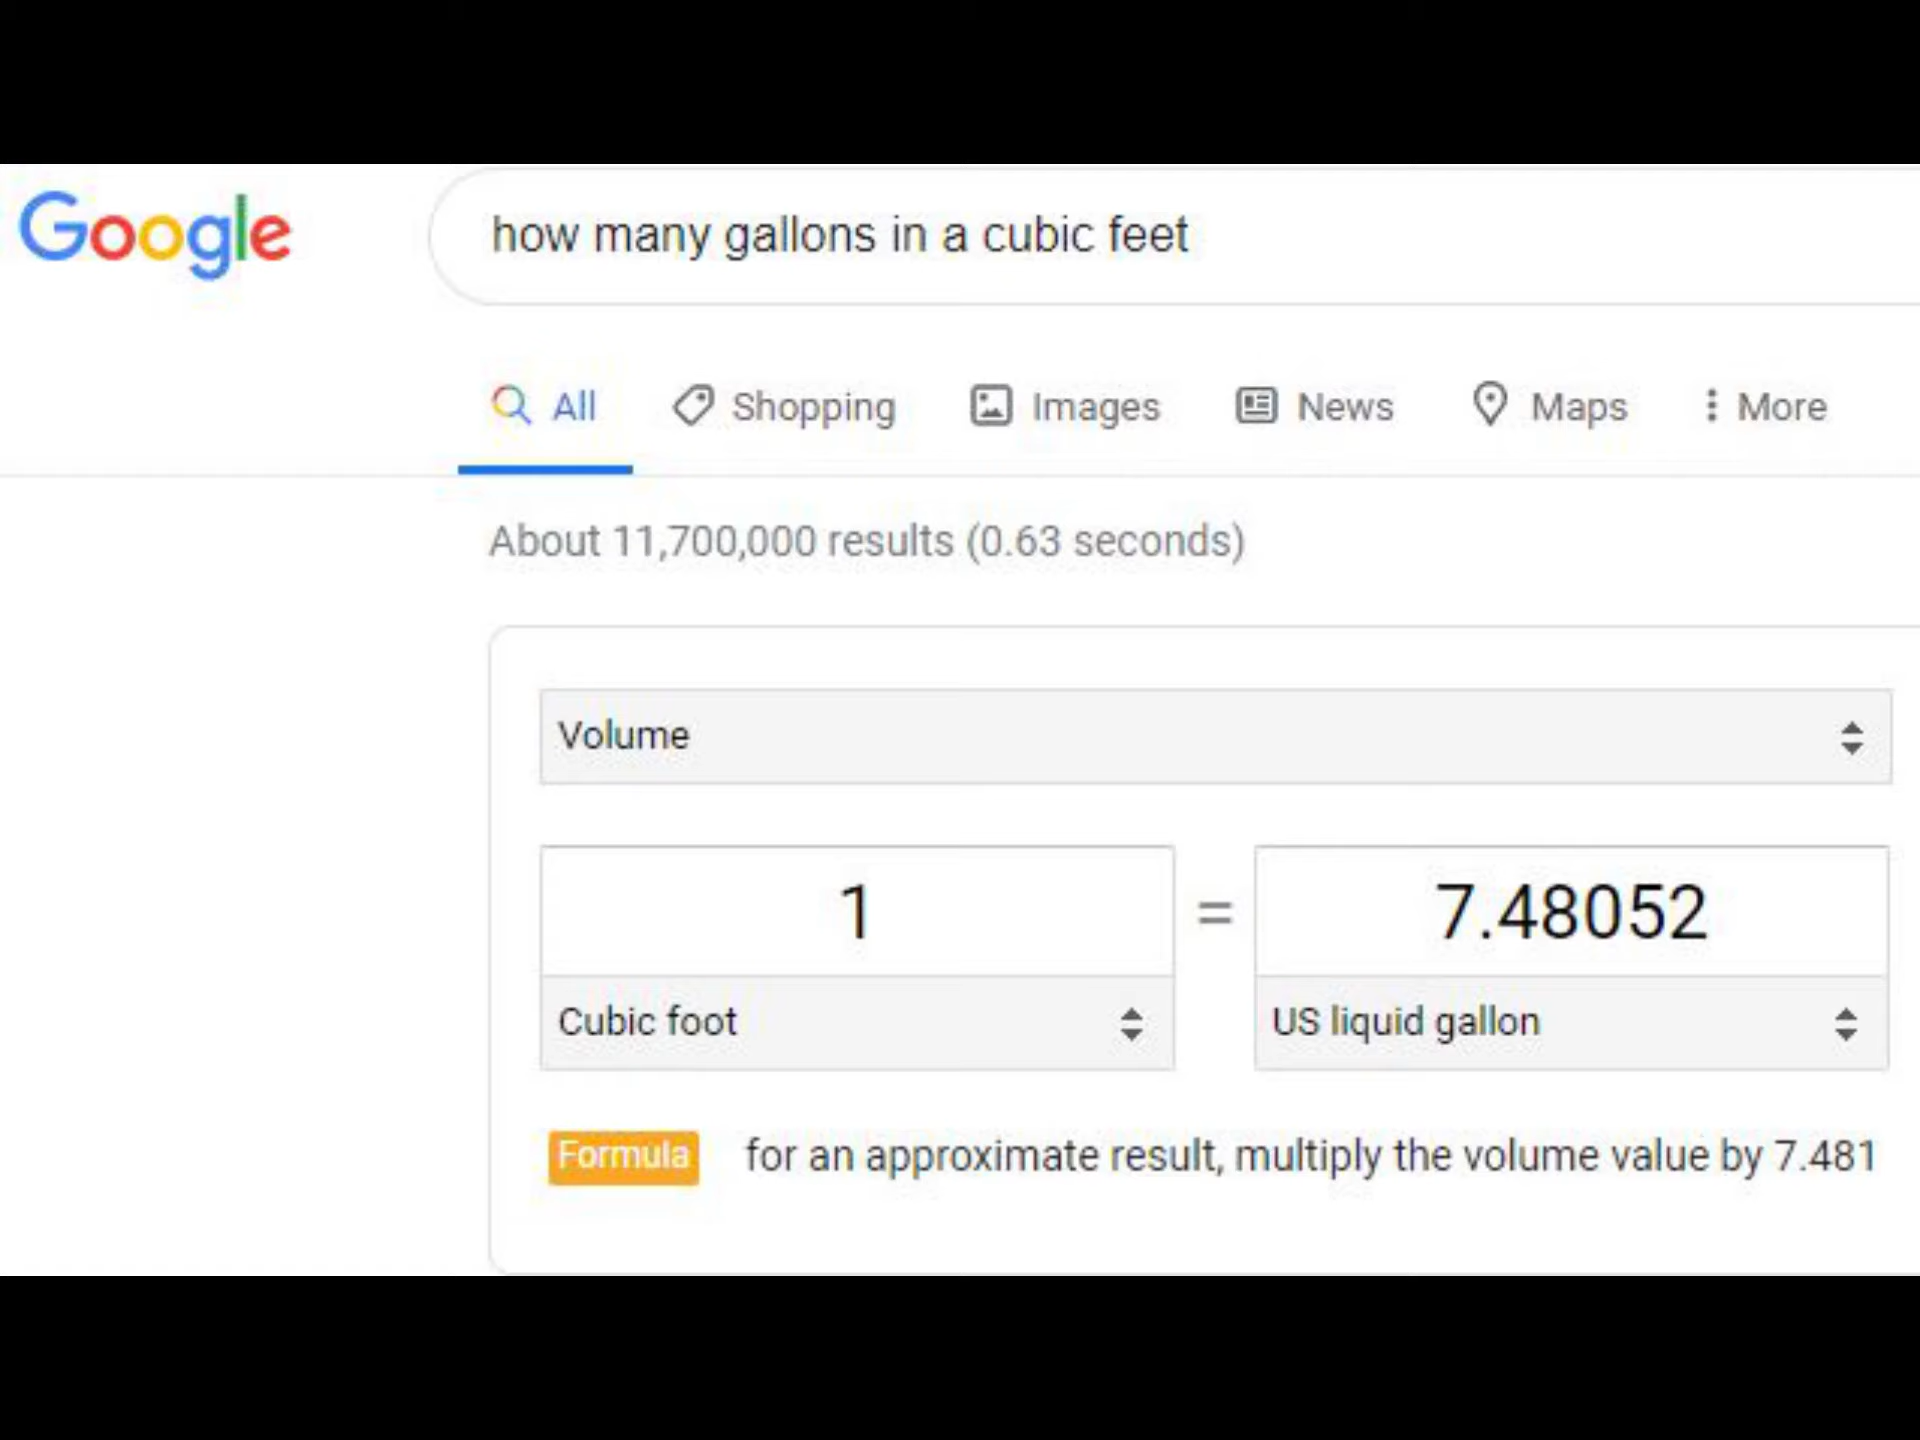 Google
how many gallons in a cubic feet
All Shopping Images News Maps More
About 11,700,000 results (0.63 seconds)
Volume
1 = 7.48052
Cubic foot US liquid gallon
Formula for an approximate result, multiply the volume value by 7.481